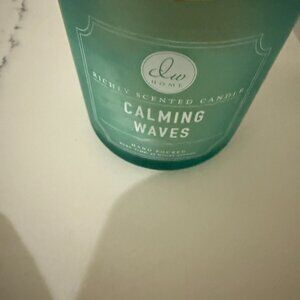 dw
HOME
RICHLY SCENTED CANDLE
CALMING
WAVES
HAND POURED